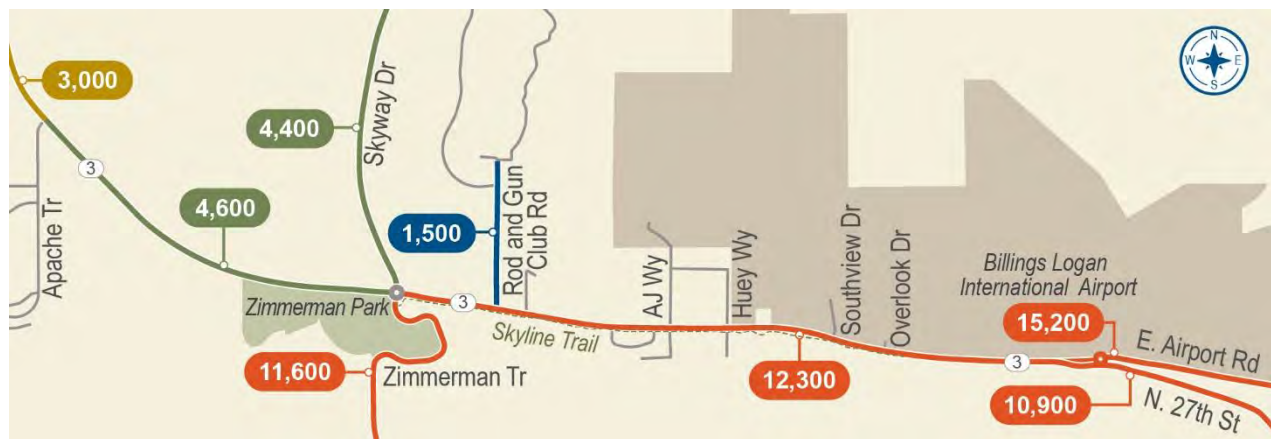 N
W E
S
3,000
3
Apache Tr
4,600
4,400
Skyway Dr
1,500
Rod and Gun
Club Rd
Zimmerman Park
3
Skyline Trail
11,600
Zimmerman Tr
AJ Wy
Huey Wy
12,300
Southview Dr
Overlook Dr
Billings Logan
International Airport
15,200
3
E. Airport Rd
10,900
N. 27th St